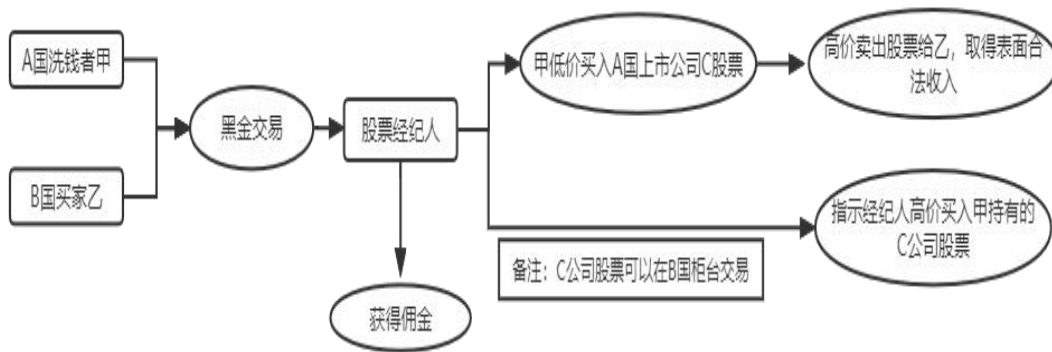 A国洗钱者甲
B国买家乙
黑金交易
股票经纪人
获得佣金
甲低价买入A国上市公司C股票
高价卖出股票给乙，取得表面合
法收入
指示经纪人高价买入甲持有的
C公司股票
备注：C公司股票可以在B国柜台交易